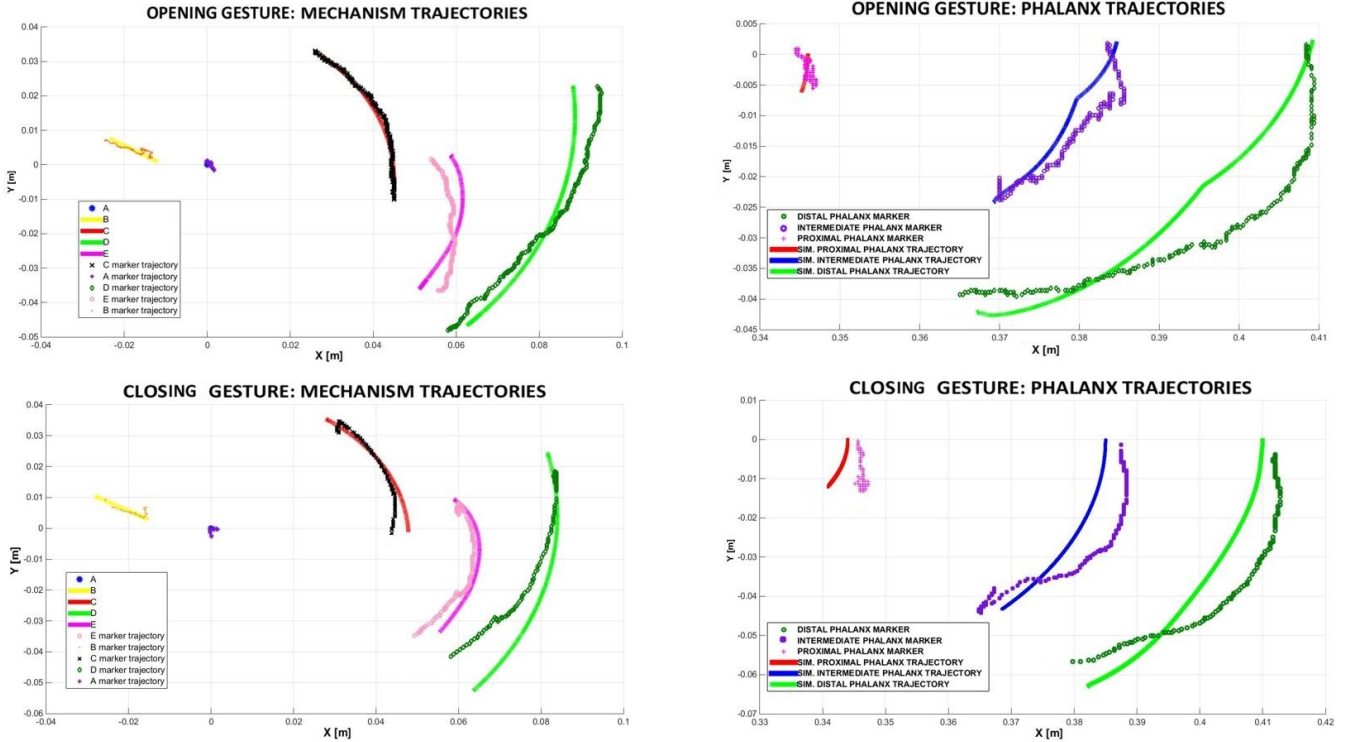 OPENING GESTURE: MECHANISM TRAJECTORIES
0.04
0.03
0.02
0.01
0
-0.01
-0.02
-0.03
-0.04
-0.05
Y [m]
A
B
C
D
E
C marker trajectory
A marker trajectory
D marker trajectory
E marker trajectory
B marker trajectory
-0.04
-0.02
0
0.02
0.04
0.06
0.08
0.1
X [m]
OPENING GESTURE: PHALANX TRAJECTORIES
0.005
0
-0.005
-0.01
-0.015
-0.02
-0.025
-0.03
-0.035
-0.04
-0.045
Y [m]
DISTAL PHALANX MARKER
INTERMEDIATE PHALANX MARKER
PROXIMAL PHALANX MARKER
SIM. PROXIMAL PHALANX TRAJECTORY
SIM. INTERMEDIATE PHALANX TRAJECTORY
SIM. DISTAL PHALANX TRAJECTORY
0.34
0.35
0.36
0.37
0.38
0.39
0.4
0.41
X [m]
CLOSING GESTURE: MECHANISM TRAJECTORIES
0.04
0.03
0.02
0.01
0
-0.01
-0.02
-0.03
-0.04
-0.05
-0.06
Y [m]
A
B
C
D
E
E marker trajectory
B marker trajectory
C marker trajectory
D marker trajectory
A marker trajectory
-0.04
-0.02
0
0.02
0.04
0.06
0.08
0.1
X [m]
CLOSING GESTURE: PHALANX TRAJECTORIES
0.01
0
-0.01
-0.02
-0.03
-0.04
-0.05
-0.06
-0.07
Y [m]
DISTAL PHALANX MARKER
INTERMEDIATE PHALANX MARKER
PROXIMAL PHALANX MARKER
SIM. PROXIMAL PHALANX TRAJECTORY
SIM. INTERMEDIATE PHALANX TRAJECTORY
SIM. DISTAL PHALANX TRAJECTORY
0.33
0.34
0.35
0.36
0.37
0.38
0.39
0.4
0.41
0.42
X [m]